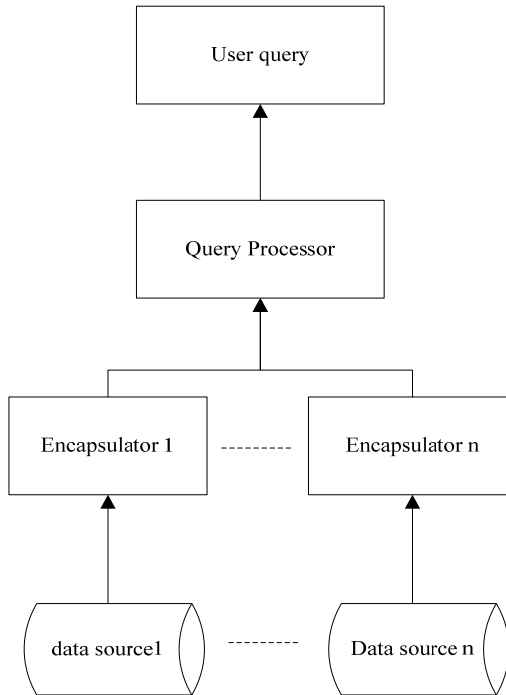 User query
Query Processor
Encapsulator 1
Encapsulator n
data source1
Data source n